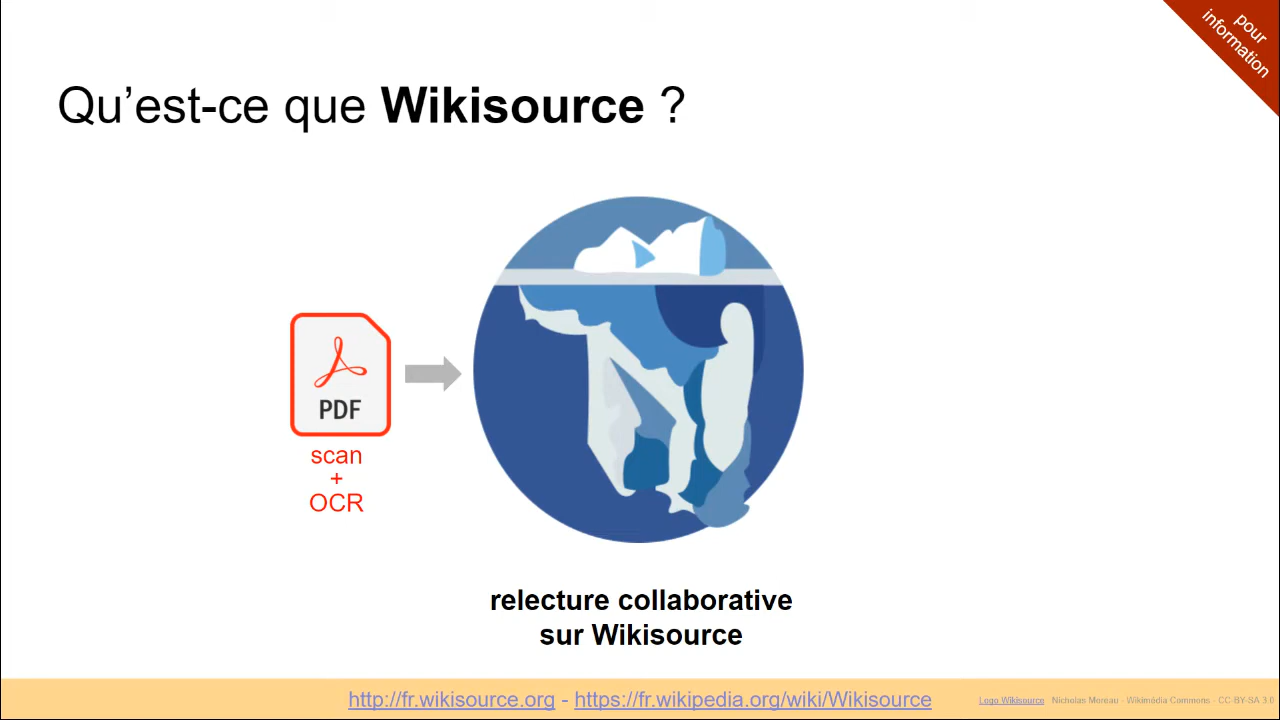 pour
information
Qu’est-ce que Wikisource ?
PDF
scan
+
OCR
relecture collaborative
sur Wikisource
http://fr.wikisource.org - https://fr.wikipedia.org/wiki/Wikisource
Logo Wikisource - Nicholas Moreau - Wikimédia Commons - CC-BY-SA 3.0